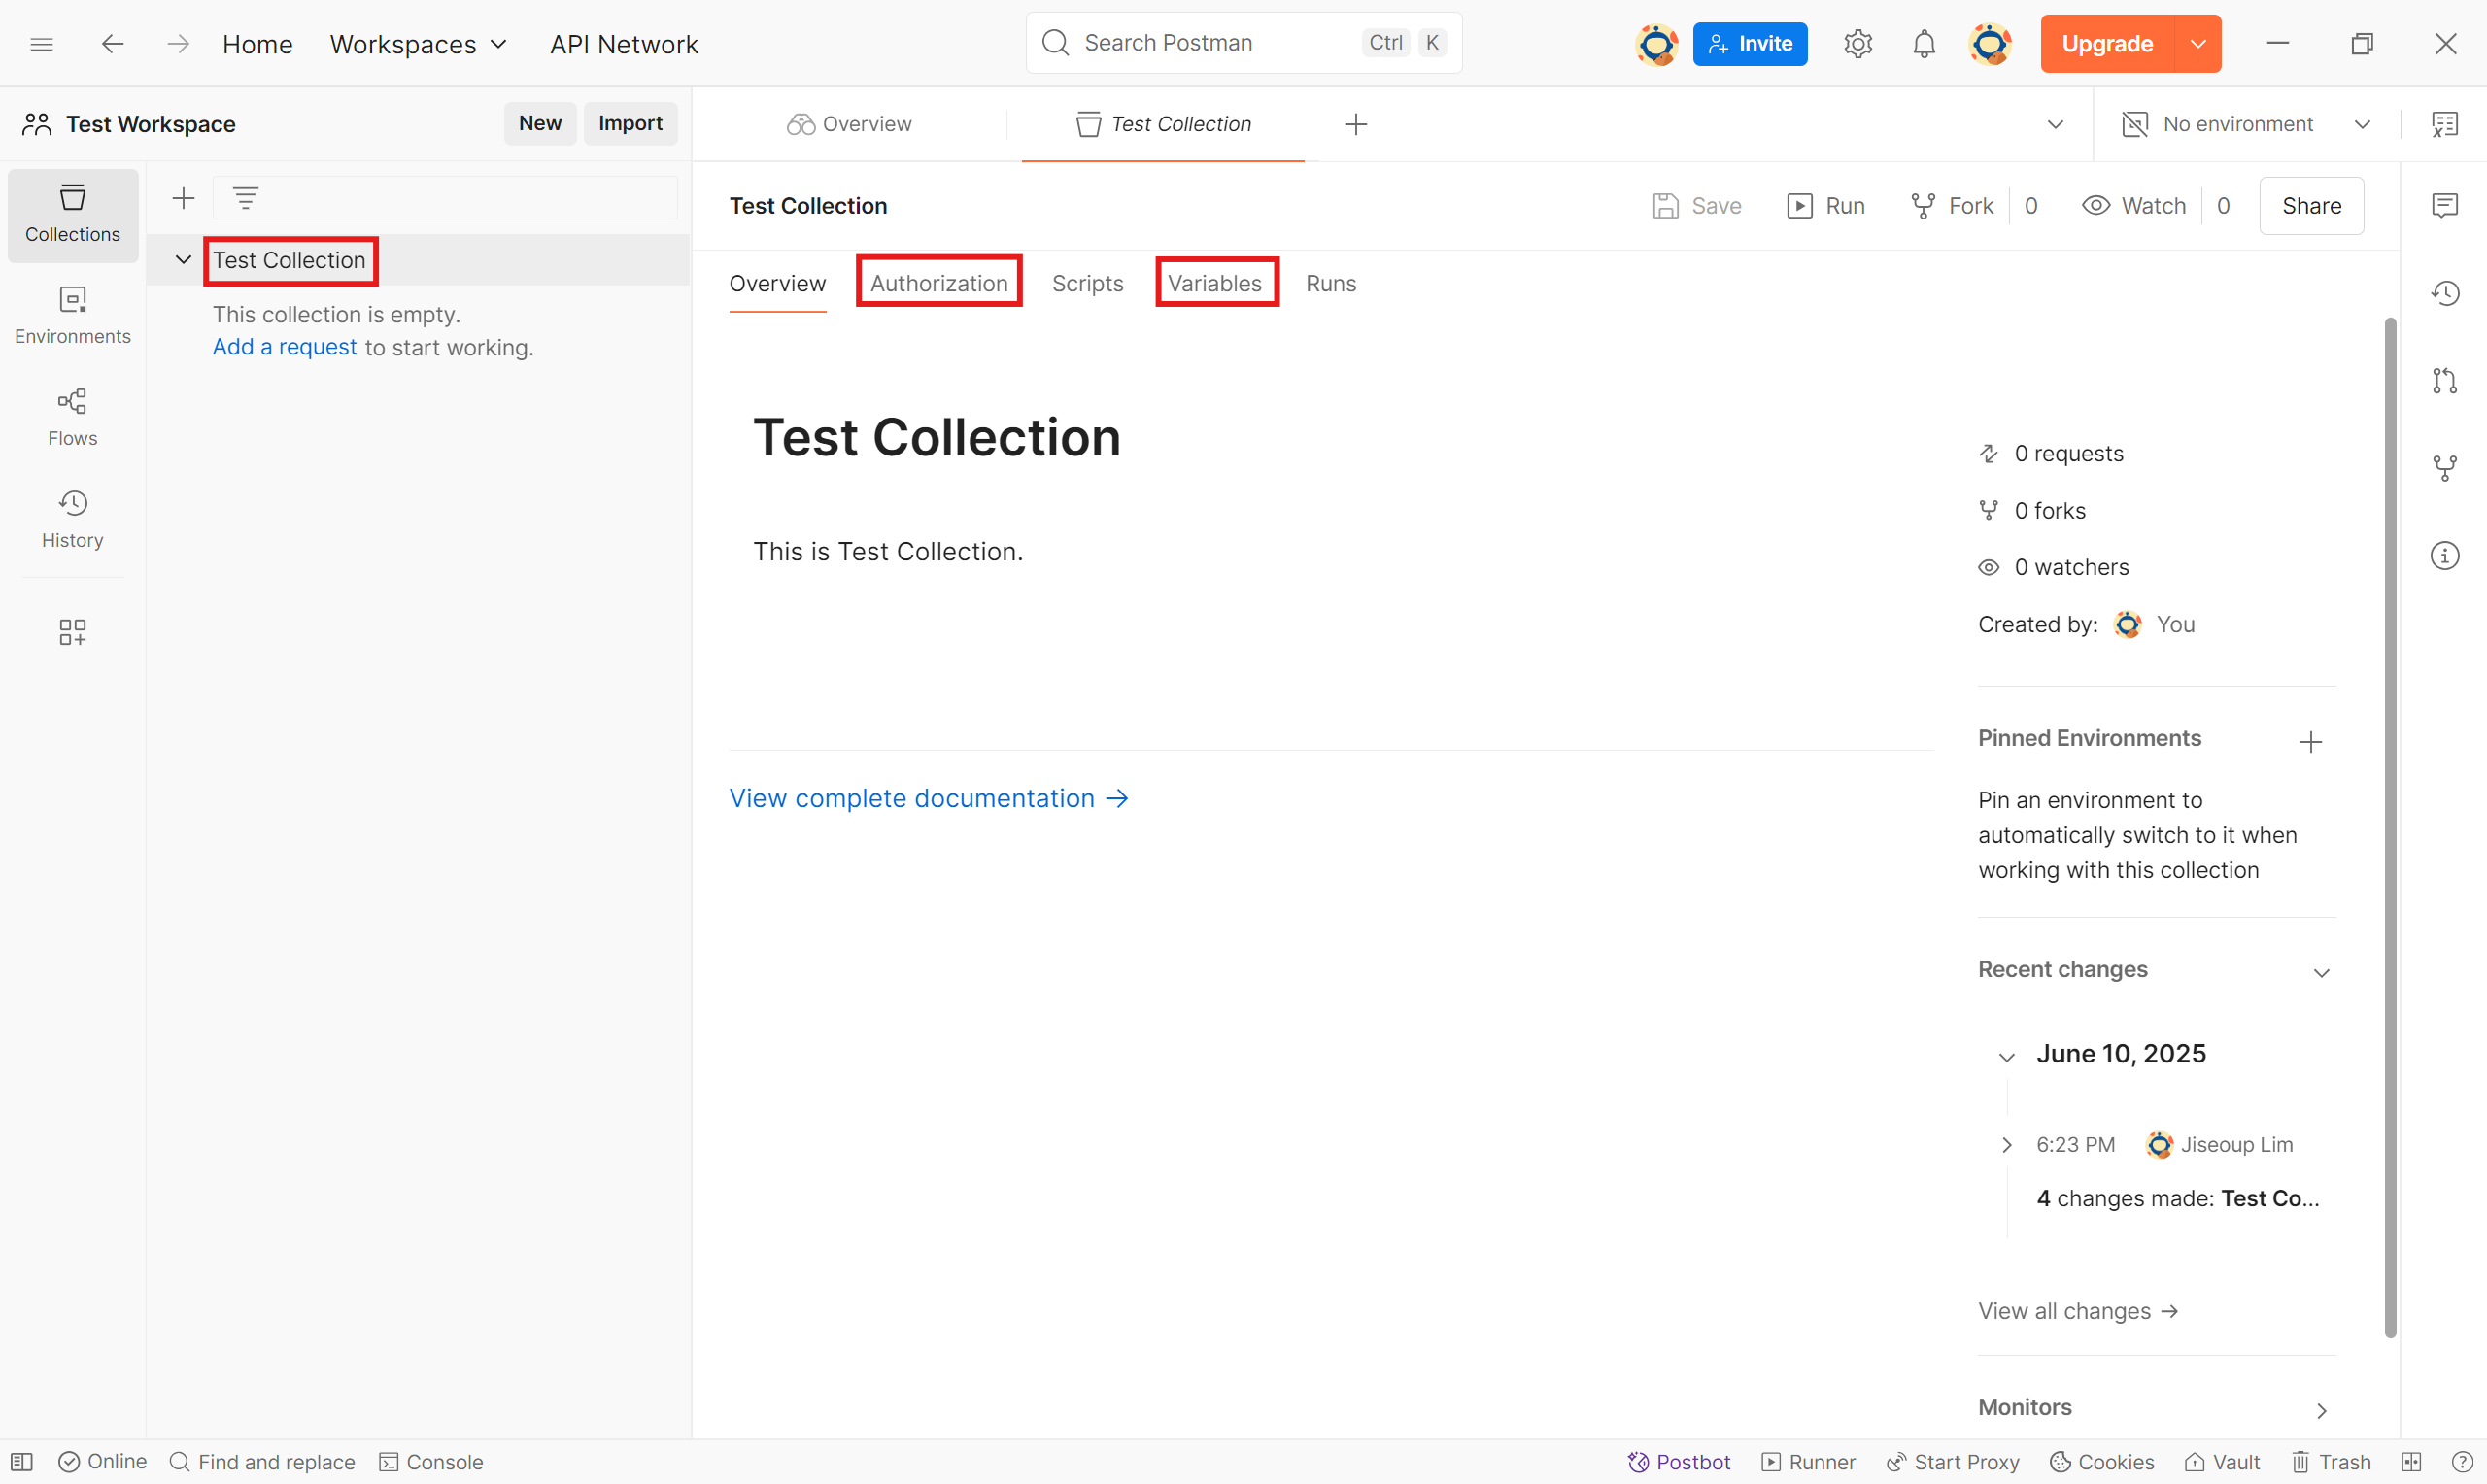 Home Workspaces API Network Search Postman Ctrl K Invite Upgrade
Test Workspace New Import Overview Test Collection No environment
Collections
Environments
Flows
History
Test Collection
This collection is empty.
Add a request to start working.
Test Collection Save Run Fork 0 Watch 0 Share
Overview Authorization Scripts Variables Runs
Test Collection
This is Test Collection.
View complete documentation →
0 requests
0 forks
0 watchers
Created by: You
Pinned Environments
Pin an environment to
automatically switch to it when
working with this collection
Recent changes
June 10, 2025
6:23 PM Jiseoup Lim
4 changes made: Test Co...
View all changes →
Monitors
Online Find and replace Console Postbot Runner Start Proxy Cookies Vault Trash